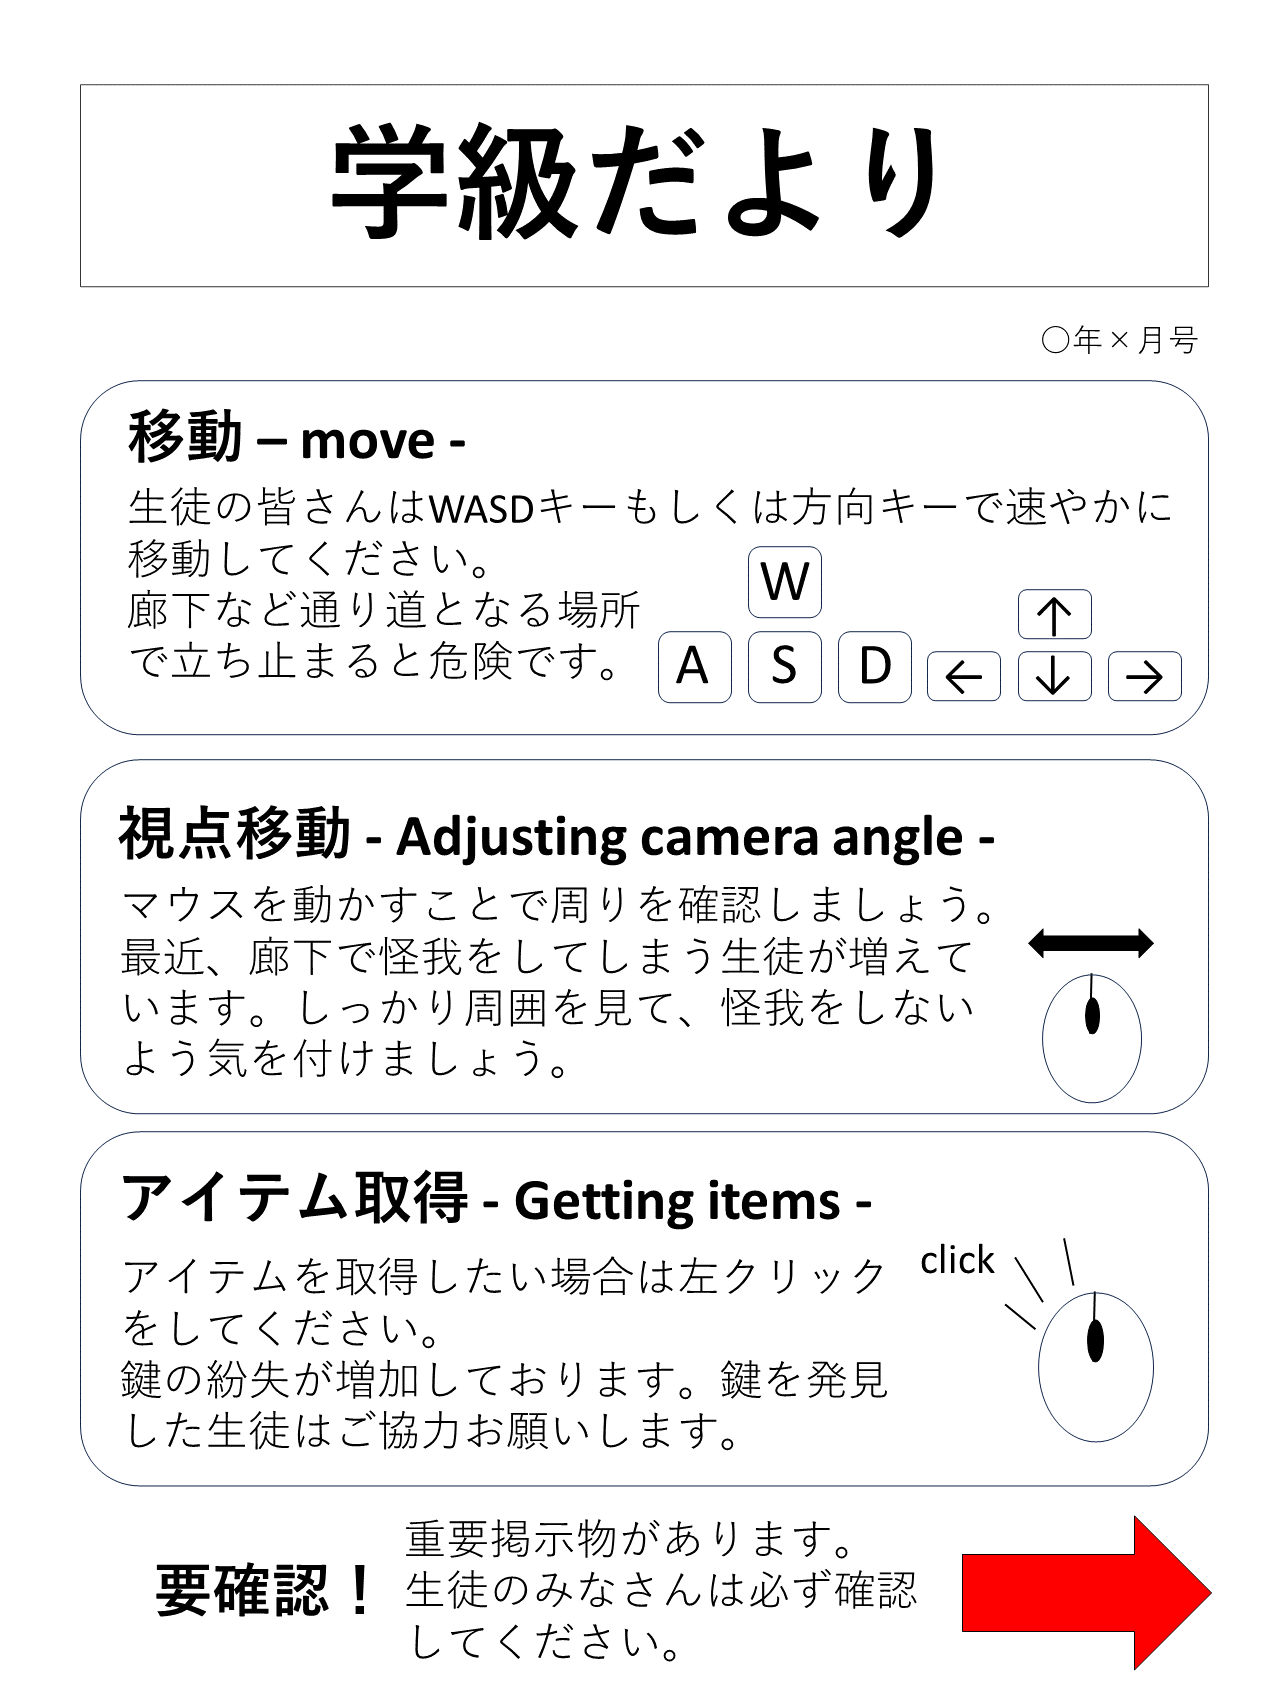 学級だより
〇年×月号
移動 – move -
生徒の皆さんはWASDキーもしくは方向キーで速やかに
移動してください。
廊下など通り道となる場所
で立ち止まると危険です。
W
A S D
↑
← ↓ →
視点移動 - Adjusting camera angle -
マウスを動かすことで周りを確認しましょう。
最近、廊下で怪我をしてしまう生徒が増えて
います。しっかり周囲を見て、怪我をしない
よう気を付けましょう。
アイテム取得 - Getting items -
アイテムを取得したい場合は左クリック
をしてください。
鍵の紛失が増加しております。鍵を発見
した生徒はご協力お願いします。
click
要確認！
重要掲示物があります。
生徒のみなさんは必ず確認
してください。